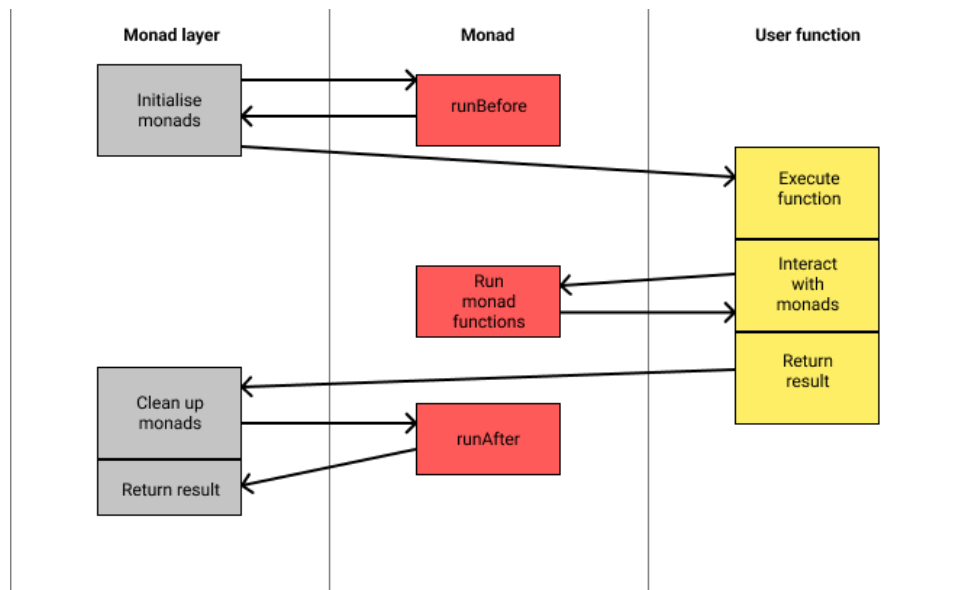 Monad layer
Monad
User function
Initialise
monads
runBefore
Execute
function
Interact
with
monads
Run
monad
functions
Return
result
Clean up
monads
runAfter
Return result